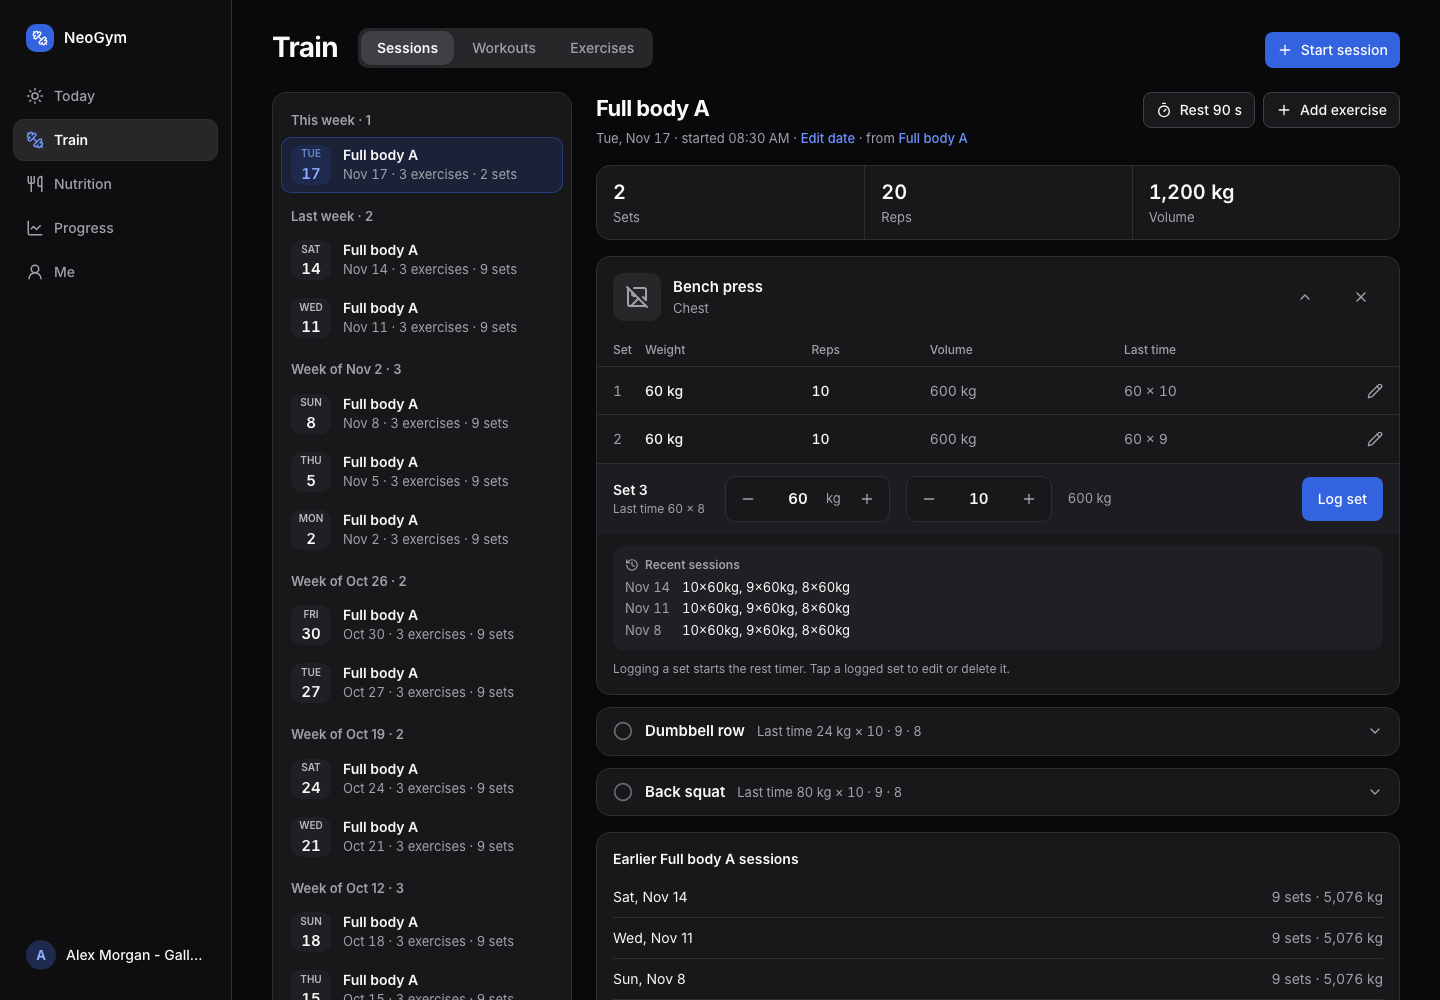 NeoGym
Today
Train
Nutrition
Progress
Me
A
Alex Morgan - Gall...
Train
Sessions
Workouts
Exercises
Start session
This week · 1
TUE
17
Full body A
Nov 17 · 3 exercises · 2 sets
Last week · 2
SAT
14
Full body A
Nov 14 · 3 exercises · 9 sets
WED
11
Full body A
Nov 11 · 3 exercises · 9 sets
Week of Nov 2 · 3
SUN
8
Full body A
Nov 8 · 3 exercises · 9 sets
THU
5
Full body A
Nov 5 · 3 exercises · 9 sets
MON
2
Full body A
Nov 2 · 3 exercises · 9 sets
Week of Oct 26 · 2
FRI
30
Full body A
Oct 30 · 3 exercises · 9 sets
TUE
27
Full body A
Oct 27 · 3 exercises · 9 sets
Week of Oct 19 · 2
SAT
24
Full body A
Oct 24 · 3 exercises · 9 sets
WED
21
Full body A
Oct 21 · 3 exercises · 9 sets
Week of Oct 12 · 3
SUN
18
Full body A
Oct 18 · 3 exercises · 9 sets
THU
15
Full body A
Oct 15 · 3 exercises · 9 sets
Full body A
Tue, Nov 17 · started 08:30 AM · Edit date · from Full body A
Rest 90 s
Add exercise
2
Sets
20
Reps
1,200 kg
Volume
Bench press
Chest
Set Weight Reps Volume Last time
1 60 kg 10 600 kg 60 × 10
2 60 kg 10 600 kg 60 × 9
Set 3
Last time 60 × 8
− 60 kg +
− 10 +
600 kg
Log set
Recent sessions
Nov 14 10×60kg, 9×60kg, 8×60kg
Nov 11 10×60kg, 9×60kg, 8×60kg
Nov 8 10×60kg, 9×60kg, 8×60kg
Logging a set starts the rest timer. Tap a logged set to edit or delete it.
Dumbbell row Last time 24 kg × 10 · 9 · 8
Back squat Last time 80 kg × 10 · 9 · 8
Earlier Full body A sessions
Sat, Nov 14 9 sets · 5,076 kg
Wed, Nov 11 9 sets · 5,076 kg
Sun, Nov 8 9 sets · 5,076 kg